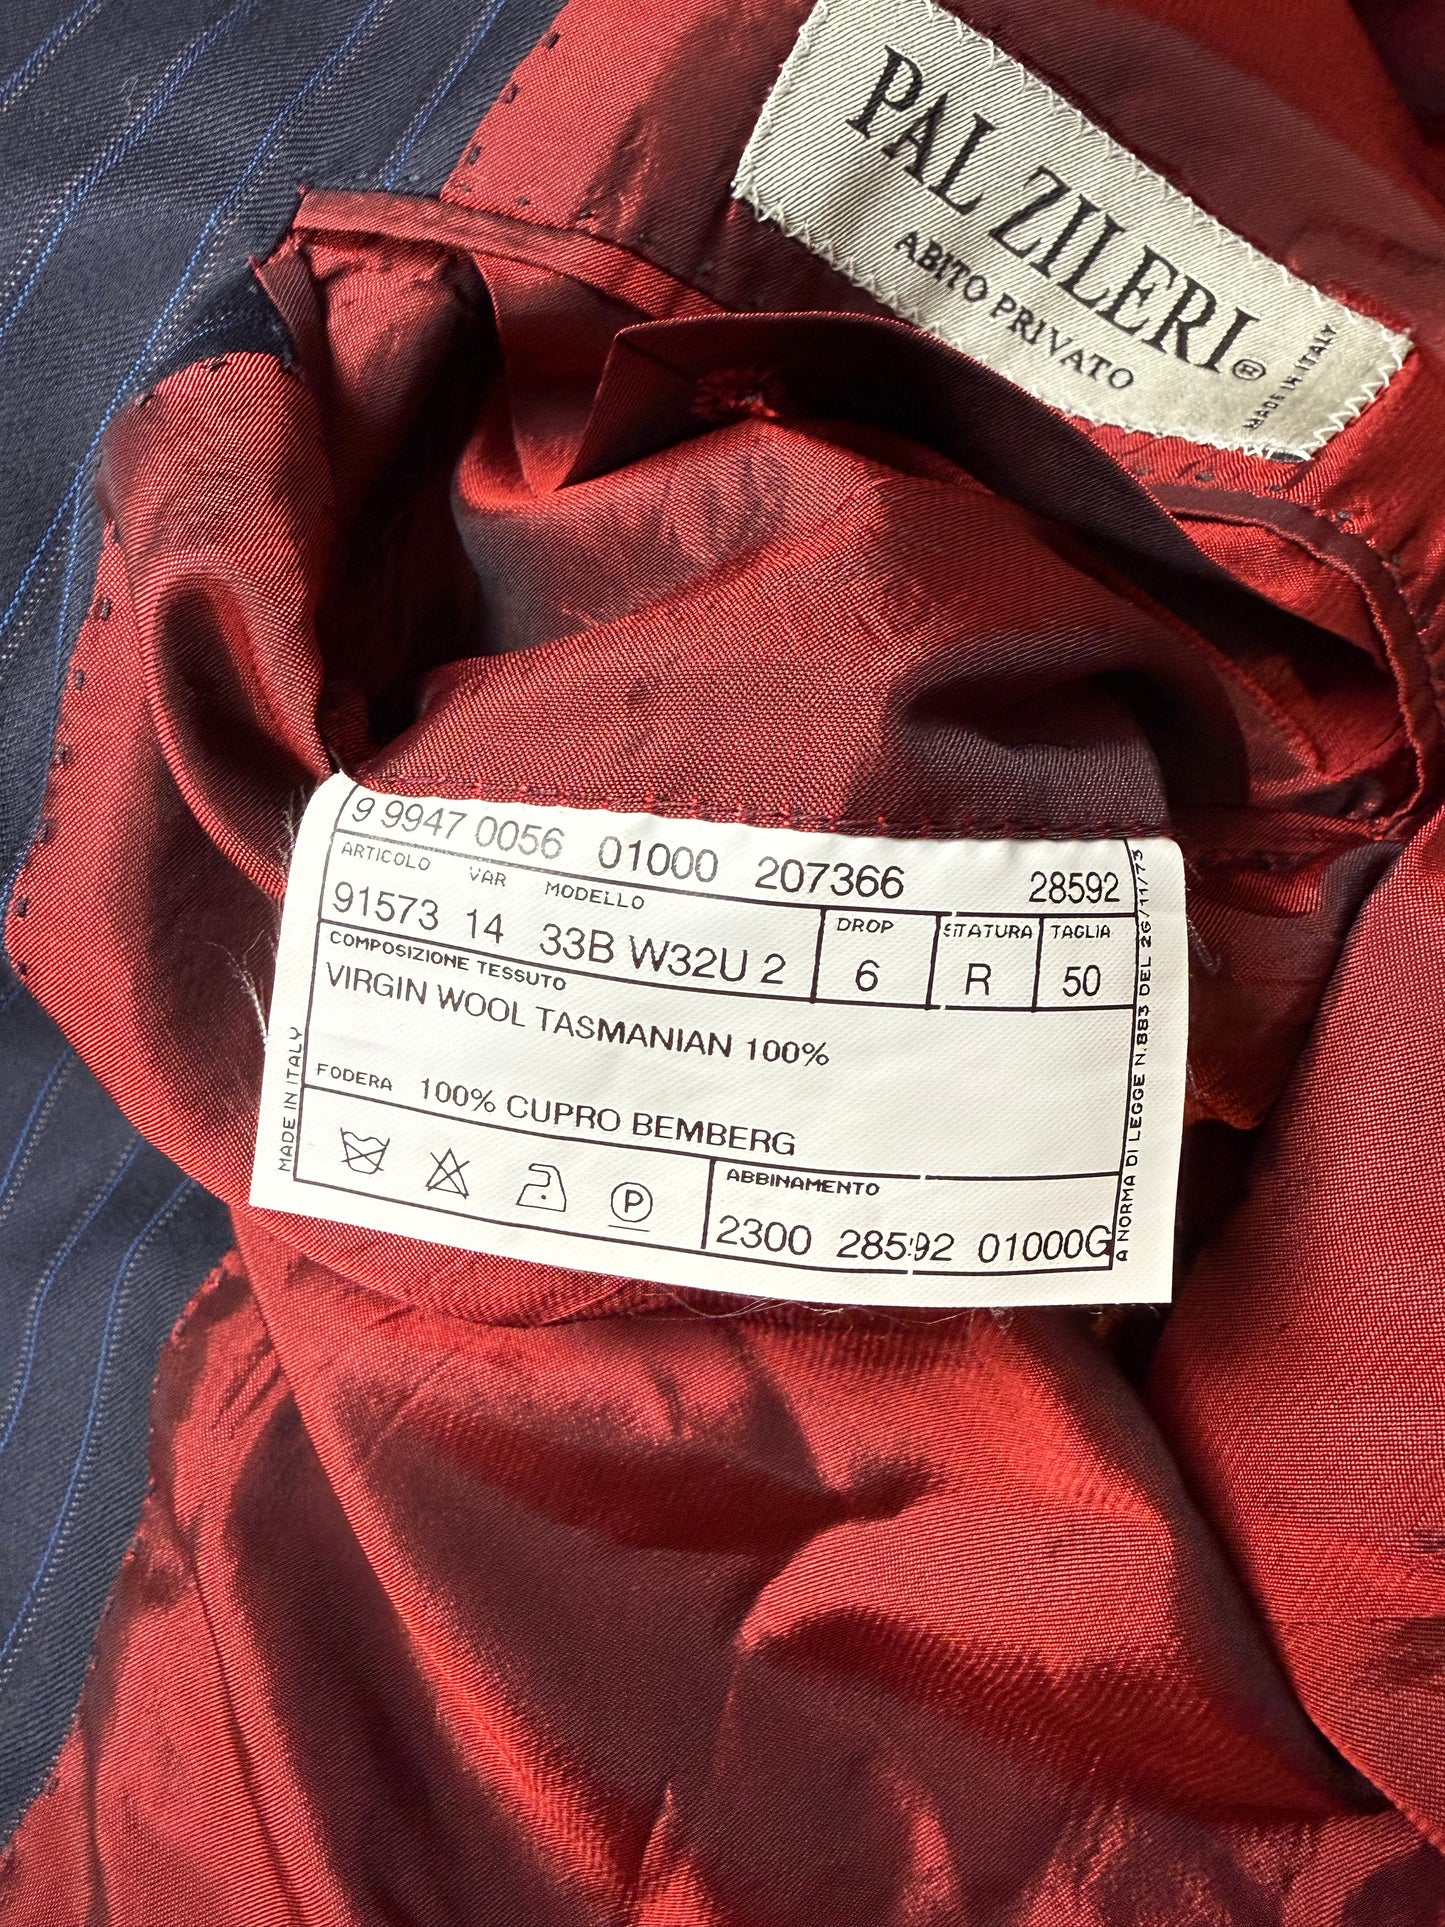 PAL ZILERI®
ABITO PRIVATO
MADE IN ITALY
9 9947 0056 01000 207366 28592
ARTICOLO VAR MODELLO DROP STATURA TAGLIA
91573 14 33B W32U 2 6 R 50
COMPOSIZIONE TESSUTO
VIRGIN WOOL TASMANIAN 100%
FODERA 100% CUPRO BEMBERG
P
ABBINAMENTO
2300 28592 01000G
MADE IN ITALY
A NORMA DI LEGGE N.883 DEL 26/11/73